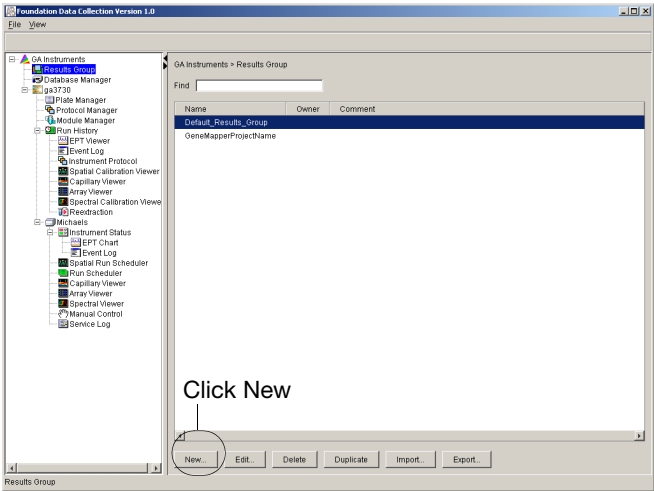 Foundation Data Collection Version 1.0
File View
GA Instruments
Results Group
Database Manager
ga3730
Plate Manager
Protocol Manager
Module Manager
Run History
EPT Viewer
Event Log
Instrument Protocol
Spatial Calibration Viewer
Capillary Viewer
Array Viewer
Spectral Calibration Viewe
Reextraction
Michaels
Instrument Status
EPT Chart
Event Log
Spatial Run Scheduler
Run Scheduler
Capillary Viewer
Array Viewer
Spectral Viewer
Manual Control
Service Log
GA Instruments > Results Group
Find
Name Owner Comment
Default_Results_Group
GeneMapperProjectName
Click New
New... Edit... Delete Duplicate Import... Export...
Results Group